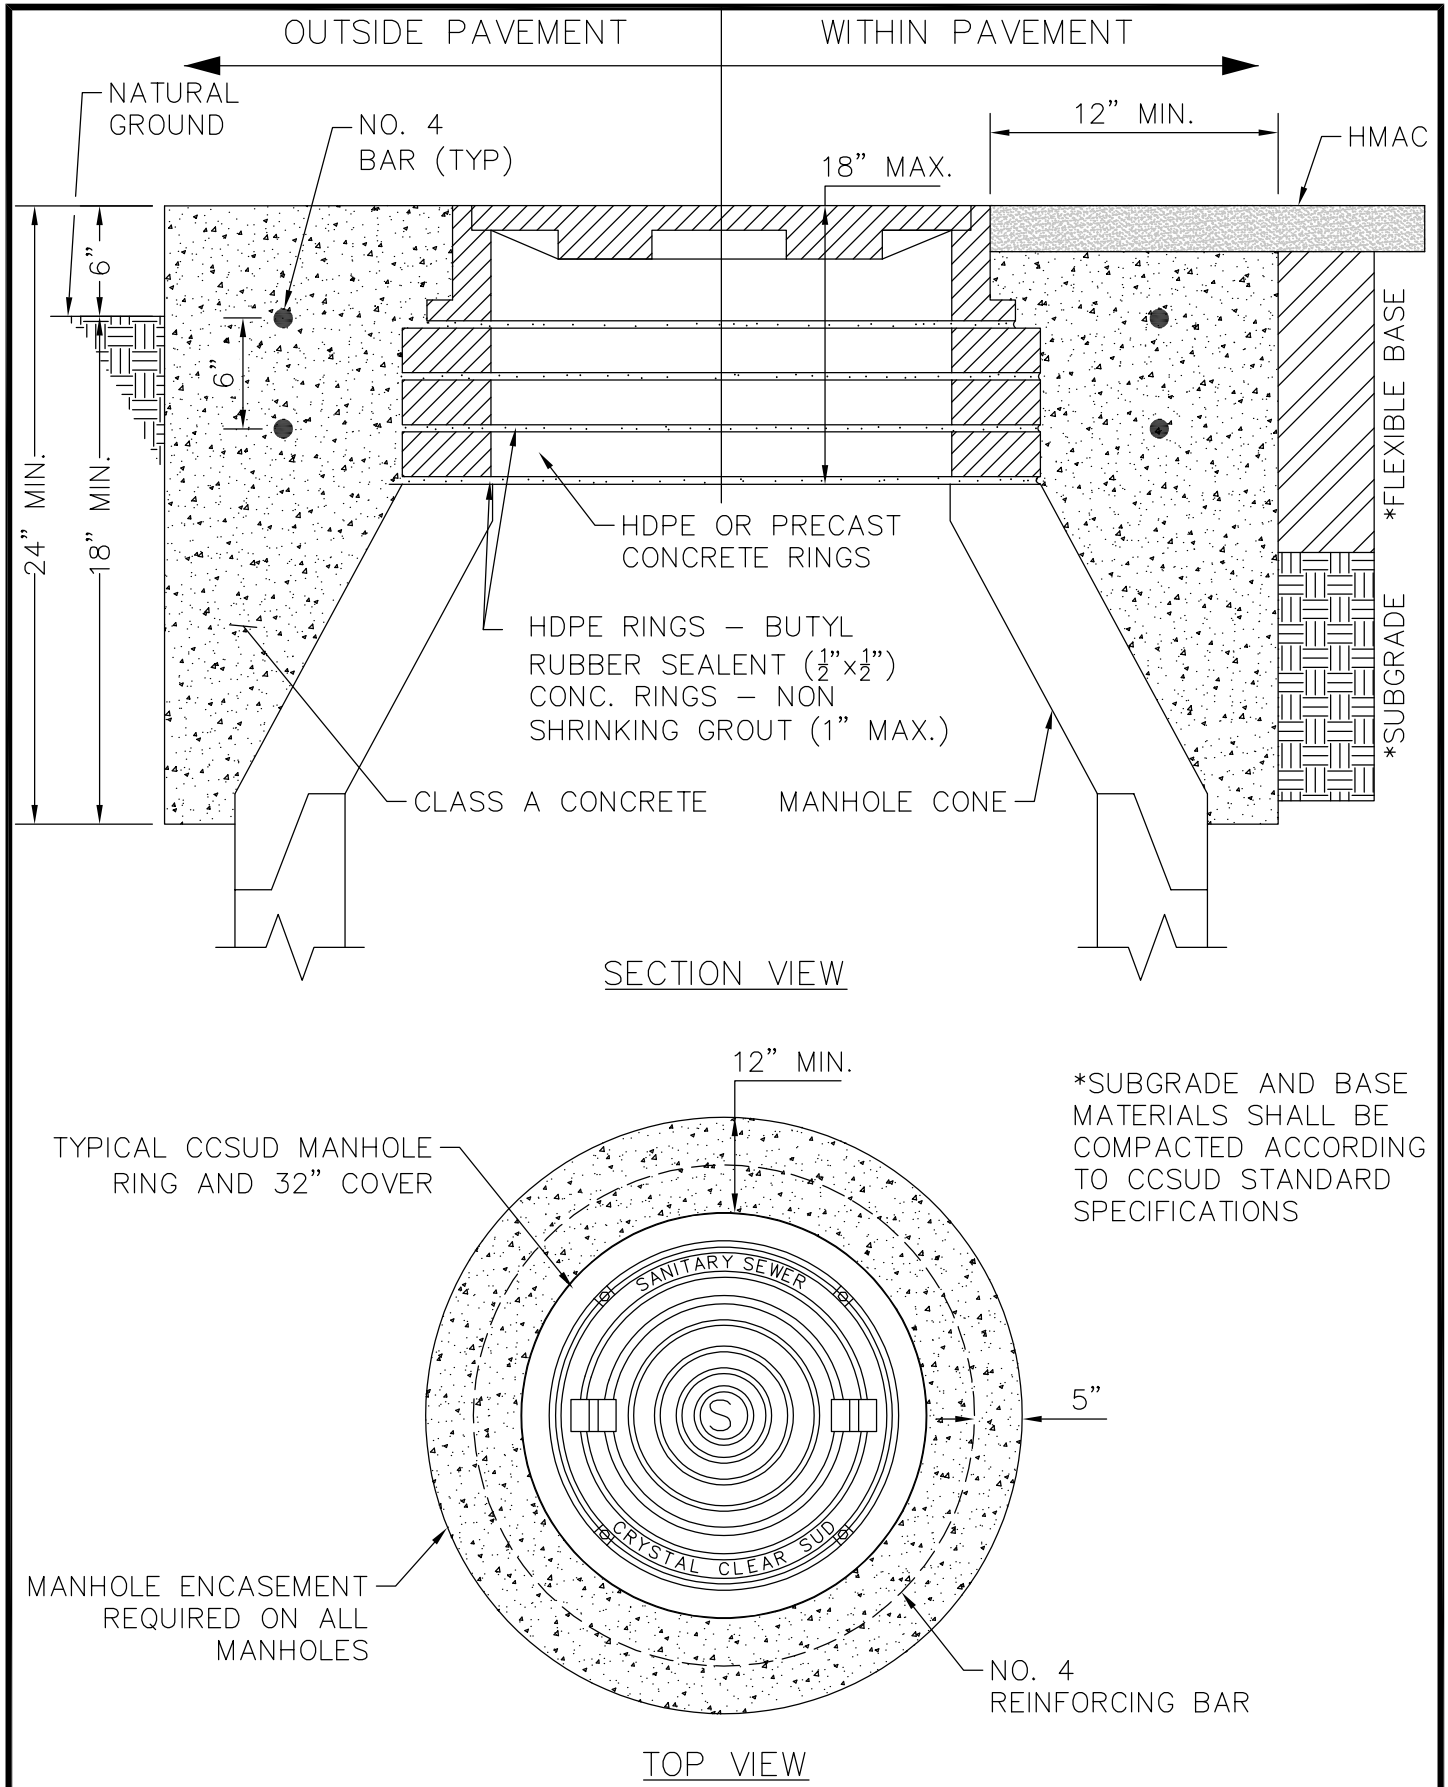 OUTSIDE PAVEMENT
WITHIN PAVEMENT
NATURAL
GROUND
NO. 4
BAR (TYP)
12” MIN.
HMAC
18” MAX.
6”
6”
24” MIN.
18” MIN.
*FLEXIBLE BASE
*SUBGRADE
HDPE OR PRECAST
CONCRETE RINGS
HDPE RINGS – BUTYL
RUBBER SEALENT (½”x½”)
CONC. RINGS – NON
SHRINKING GROUT (1” MAX.)
CLASS A CONCRETE
MANHOLE CONE
SECTION VIEW
12” MIN.
*SUBGRADE AND BASE
MATERIALS SHALL BE
COMPACTED ACCORDING
TO CCSUD STANDARD
SPECIFICATIONS
TYPICAL CCSUD MANHOLE
RING AND 32” COVER
SANITARY SEWER
S
CRYSTAL CLEAR SUD
5”
MANHOLE ENCASEMENT
REQUIRED ON ALL
MANHOLES
NO. 4
REINFORCING BAR
TOP VIEW